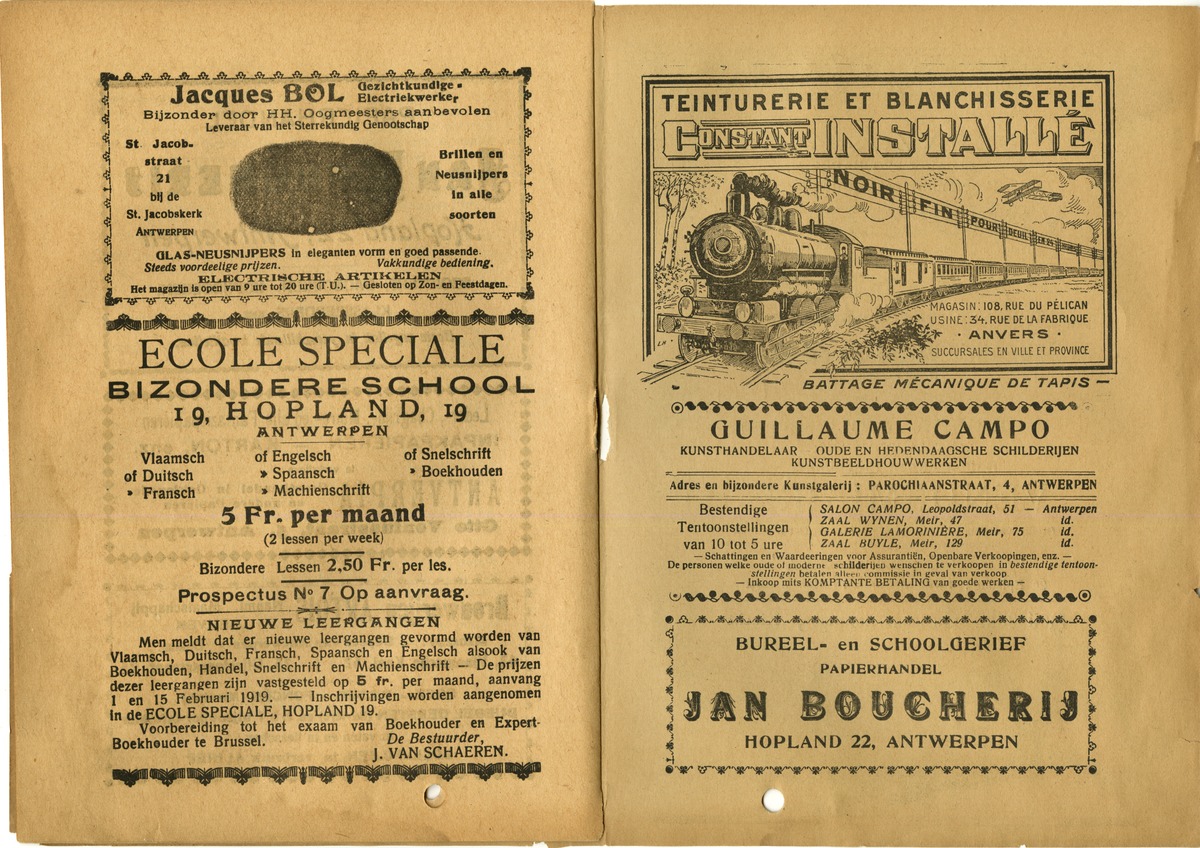 Jacques BOL Gezichtkundige - Electriekwerker
Bijzonder door HH. Oogmeesters aanbevolen
Leveraar van het Sterrekundig Genootschap
St. Jacob-
straat
21
bij de
St. Jacobskerk
ANTWERPEN
Brillen en
Neusnijpers
in alle
soorten
GLAS-NEUSNIJPERS in eleganten vorm en goed passende.
Steeds voordeelige prijzen. Vakkundige bediening.
ELECTRISCHE ARTIKELEN
Het magazijn is open van 9 ure tot 20 ure (T.U.). — Gesloten op Zon- en Feestdagen.
ECOLE SPECIALE
BIZONDERE SCHOOL
19, HOPLAND, 19
ANTWERPEN
Vlaamsch of Engelsch of Snelschrift
of Duitsch » Spaansch » Boekhouden
» Fransch » Machienschrift
5 Fr. per maand
(2 lessen per week)
Bizondere Lessen 2.50 Fr. per les.
Prospectus No 7 Op aanvraag.
NIEUWE LEERGANGEN
Men meldt dat er nieuwe leergangen gevormd worden van
Vlaamsch, Duitsch, Fransch, Spaansch en Engelsch alsook van
Boekhouden, Handel, Snelschrift en Machienschrift — De prijzen
dezer leergangen zijn vastgesteld op 5 fr. per maand, aanvang
1 en 15 Februari 1919. — Inschrijvingen worden aangenomen
in de ECOLE SPECIALE, HOPLAND 19.
Voorbereiding tot het exaam van Boekhouder en Expert-
Boekhouder te Brussel. De Bestuurder,
J. VAN SCHAEREN.
TEINTURERIE ET BLANCHISSERIE
CONSTANT INSTALLÉ
NOIR FIN POUR DEUIL EN 24
MAGASIN: 108, RUE DU PÉLICAN
USINE: 34, RUE DE LA FABRIQUE
· ANVERS ·
SUCCURSALES EN VILLE ET PROVINCE
LH
BATTAGE MÉCANIQUE DE TAPIS —
GUILLAUME CAMPO
KUNSTHANDELAAR OUDE EN HEDENDAAGSCHE SCHILDERIJEN
KUNSTBEELDHOUWWERKEN
Adres en bijzondere Kunstgalerij : PAROCHIAANSTRAAT, 4, ANTWERPEN
Bestendige
Tentoonstellingen
van 10 tot 5 ure
SALON CAMPO, Leopoldstraat, 51 — Antwerpen
ZAAL WYNEN, Meir, 47 id.
GALERIE LAMORINIÈRE, Meir, 75 id.
ZAAL BUYLE, Meir, 129 id.
— Schattingen en Waardeeringen voor Assurantiën, Openbare Verkoopingen, enz. —
De personen welke oude of moderne schilderijen wenschen te verkoopen in bestendige tentoon-
stellingen betalen alleen commissie in geval van verkoop
— Inkoop mits KOMPTANTE BETALING van goede werken —
BUREEL- en SCHOOLGERIEF
PAPIERHANDEL
JAN BOUCHERIJ
HOPLAND 22, ANTWERPEN